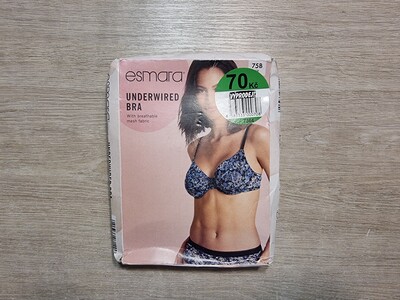 esmara®
UNDERWIRED
BRA
With breathable
mesh fabric
75B
70 Kč
VÝPRODEJ